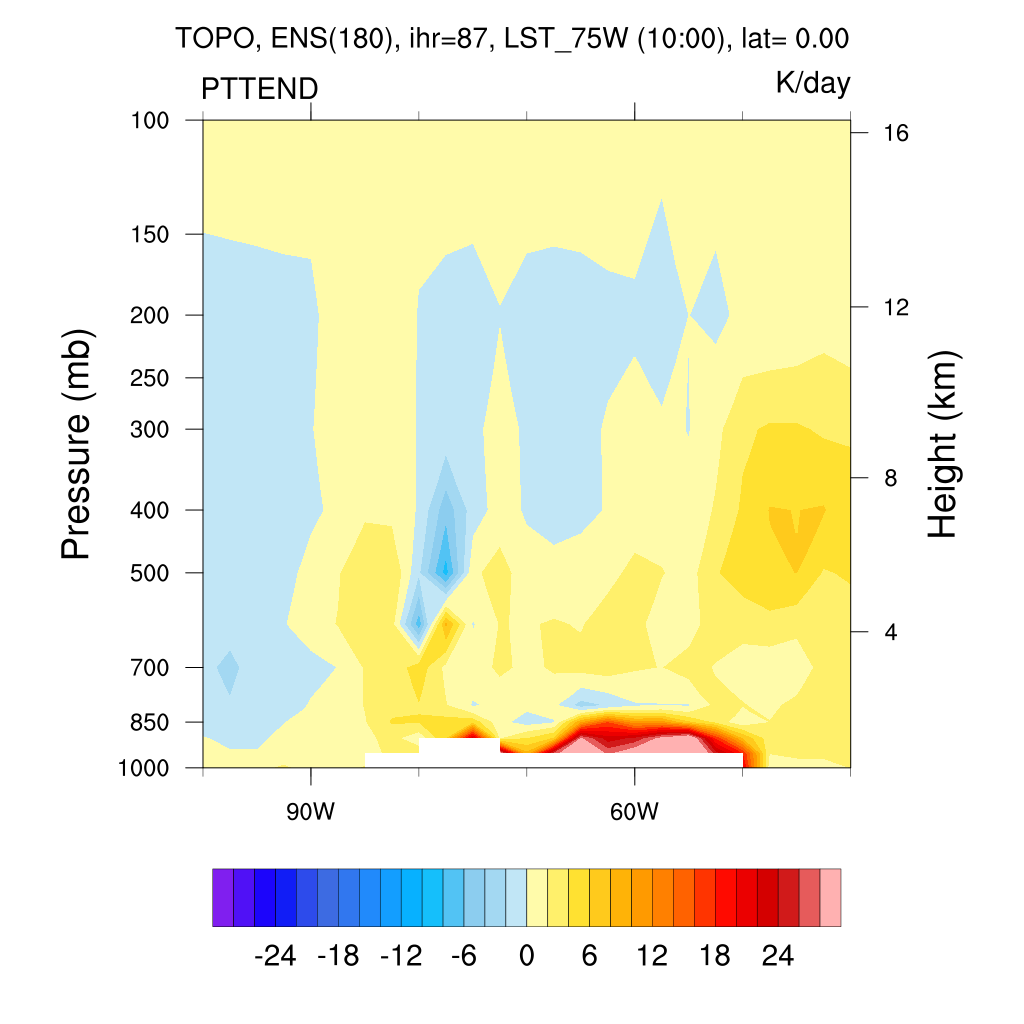 TOPO, ENS(180), ihr=87, LST_75W (10:00), lat= 0.00
PTTEND
K/day
100
150
200
250
300
400
500
700
850
1000
Pressure (mb)
16
12
8
4
Height (km)
90W
60W
-24 -18 -12 -6 0 6 12 18 24